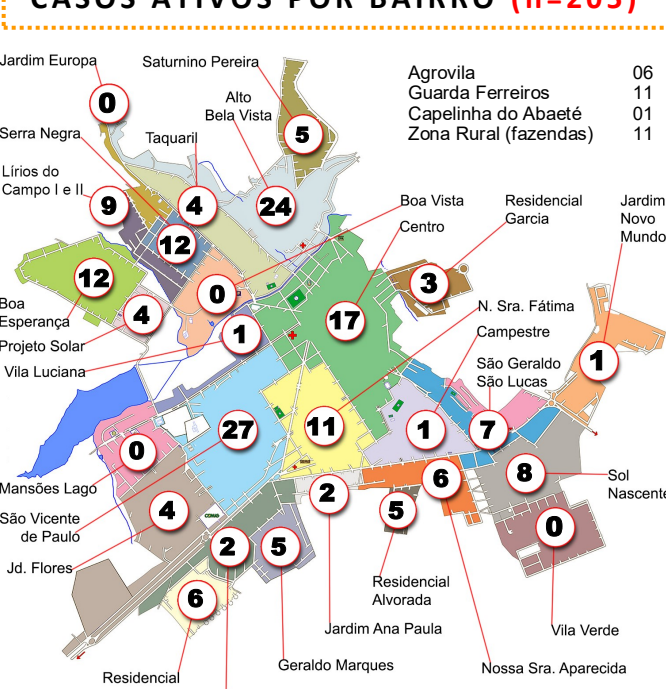 CASOS ATIVOS POR BAIRRO (n=205)
Jardim Europa
Saturnino Pereira
Agrovila 06
Guarda Ferreiros 11
Capelinha do Abaeté 01
Zona Rural (fazendas) 11
0
Alto
Bela Vista
5
Serra Negra
Taquaril
Lírios do
Campo I e II
9
4
24
Boa Vista
Residencial
Garcia
Jardim
Novo
Mundo
Centro
12
12
0
3
N. Sra. Fátima
Boa
Esperança
4
17
Campestre
Projeto Solar
1
1
Vila Luciana
São Geraldo
São Lucas
27
11
1
7
0
8
Sol
Nascente
Mansões Lago
6
2
São Vicente
de Paulo
4
5
0
Jd. Flores
2
5
Residencial
Alvorada
6
Jardim Ana Paula
Vila Verde
Geraldo Marques
Nossa Sra. Aparecida
Residencial